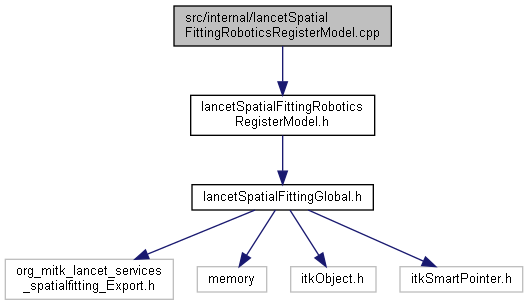 src/internal/lancetSpatial
FittingRoboticsRegisterModel.cpp
lancetSpatialFittingRobotics
RegisterModel.h
lancetSpatialFittingGlobal.h
org_mitk_lancet_services
_spatialfitting_Export.h
memory
itkObject.h
itkSmartPointer.h